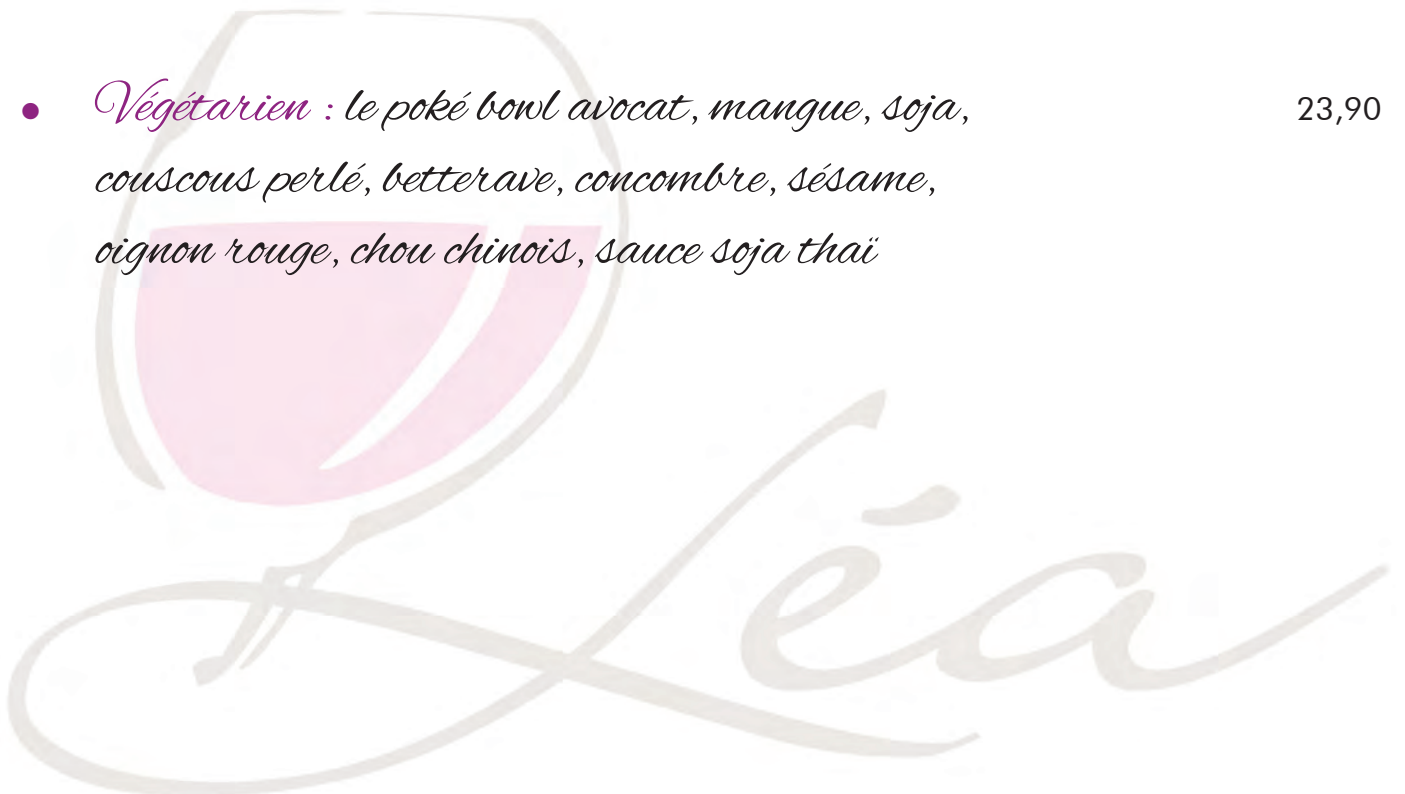 • Végétarien : le poké bowl avocat, mangue, soja, 23,90
couscous perlé, betterave, concombre, sésame,
oignon rouge, chou chinois, sauce soja thaï
Léa